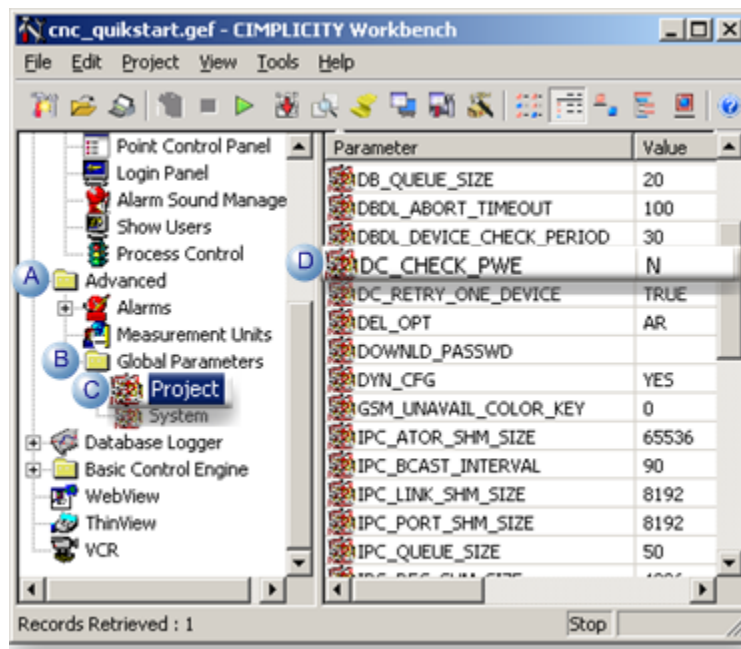 cnc_quikstart.gef - CIMPLICITY Workbench
File Edit Project View Tools Help
Point Control Panel
Login Panel
Alarm Sound Manage
Show Users
Process Control
A Advanced
Alarms
Measurement Units
B Global Parameters
C Project
System
Database Logger
Basic Control Engine
WebView
ThinView
VCR
Parameter Value
DB_QUEUE_SIZE 20
DBDL_ABORT_TIMEOUT 100
DBDL_DEVICE_CHECK_PERIOD 30
D DC_CHECK_PWE N
DC_RETRY_ONE_DEVICE TRUE
DEL_OPT AR
DOWNLD_PASSWD
DYN_CFG YES
GSM_UNAVAIL_COLOR_KEY 0
IPC_ATOR_SHM_SIZE 65536
IPC_BCAST_INTERVAL 90
IPC_LINK_SHM_SIZE 8192
IPC_PORT_SHM_SIZE 8192
IPC_QUEUE_SIZE 50
Records Retrieved : 1 Stop